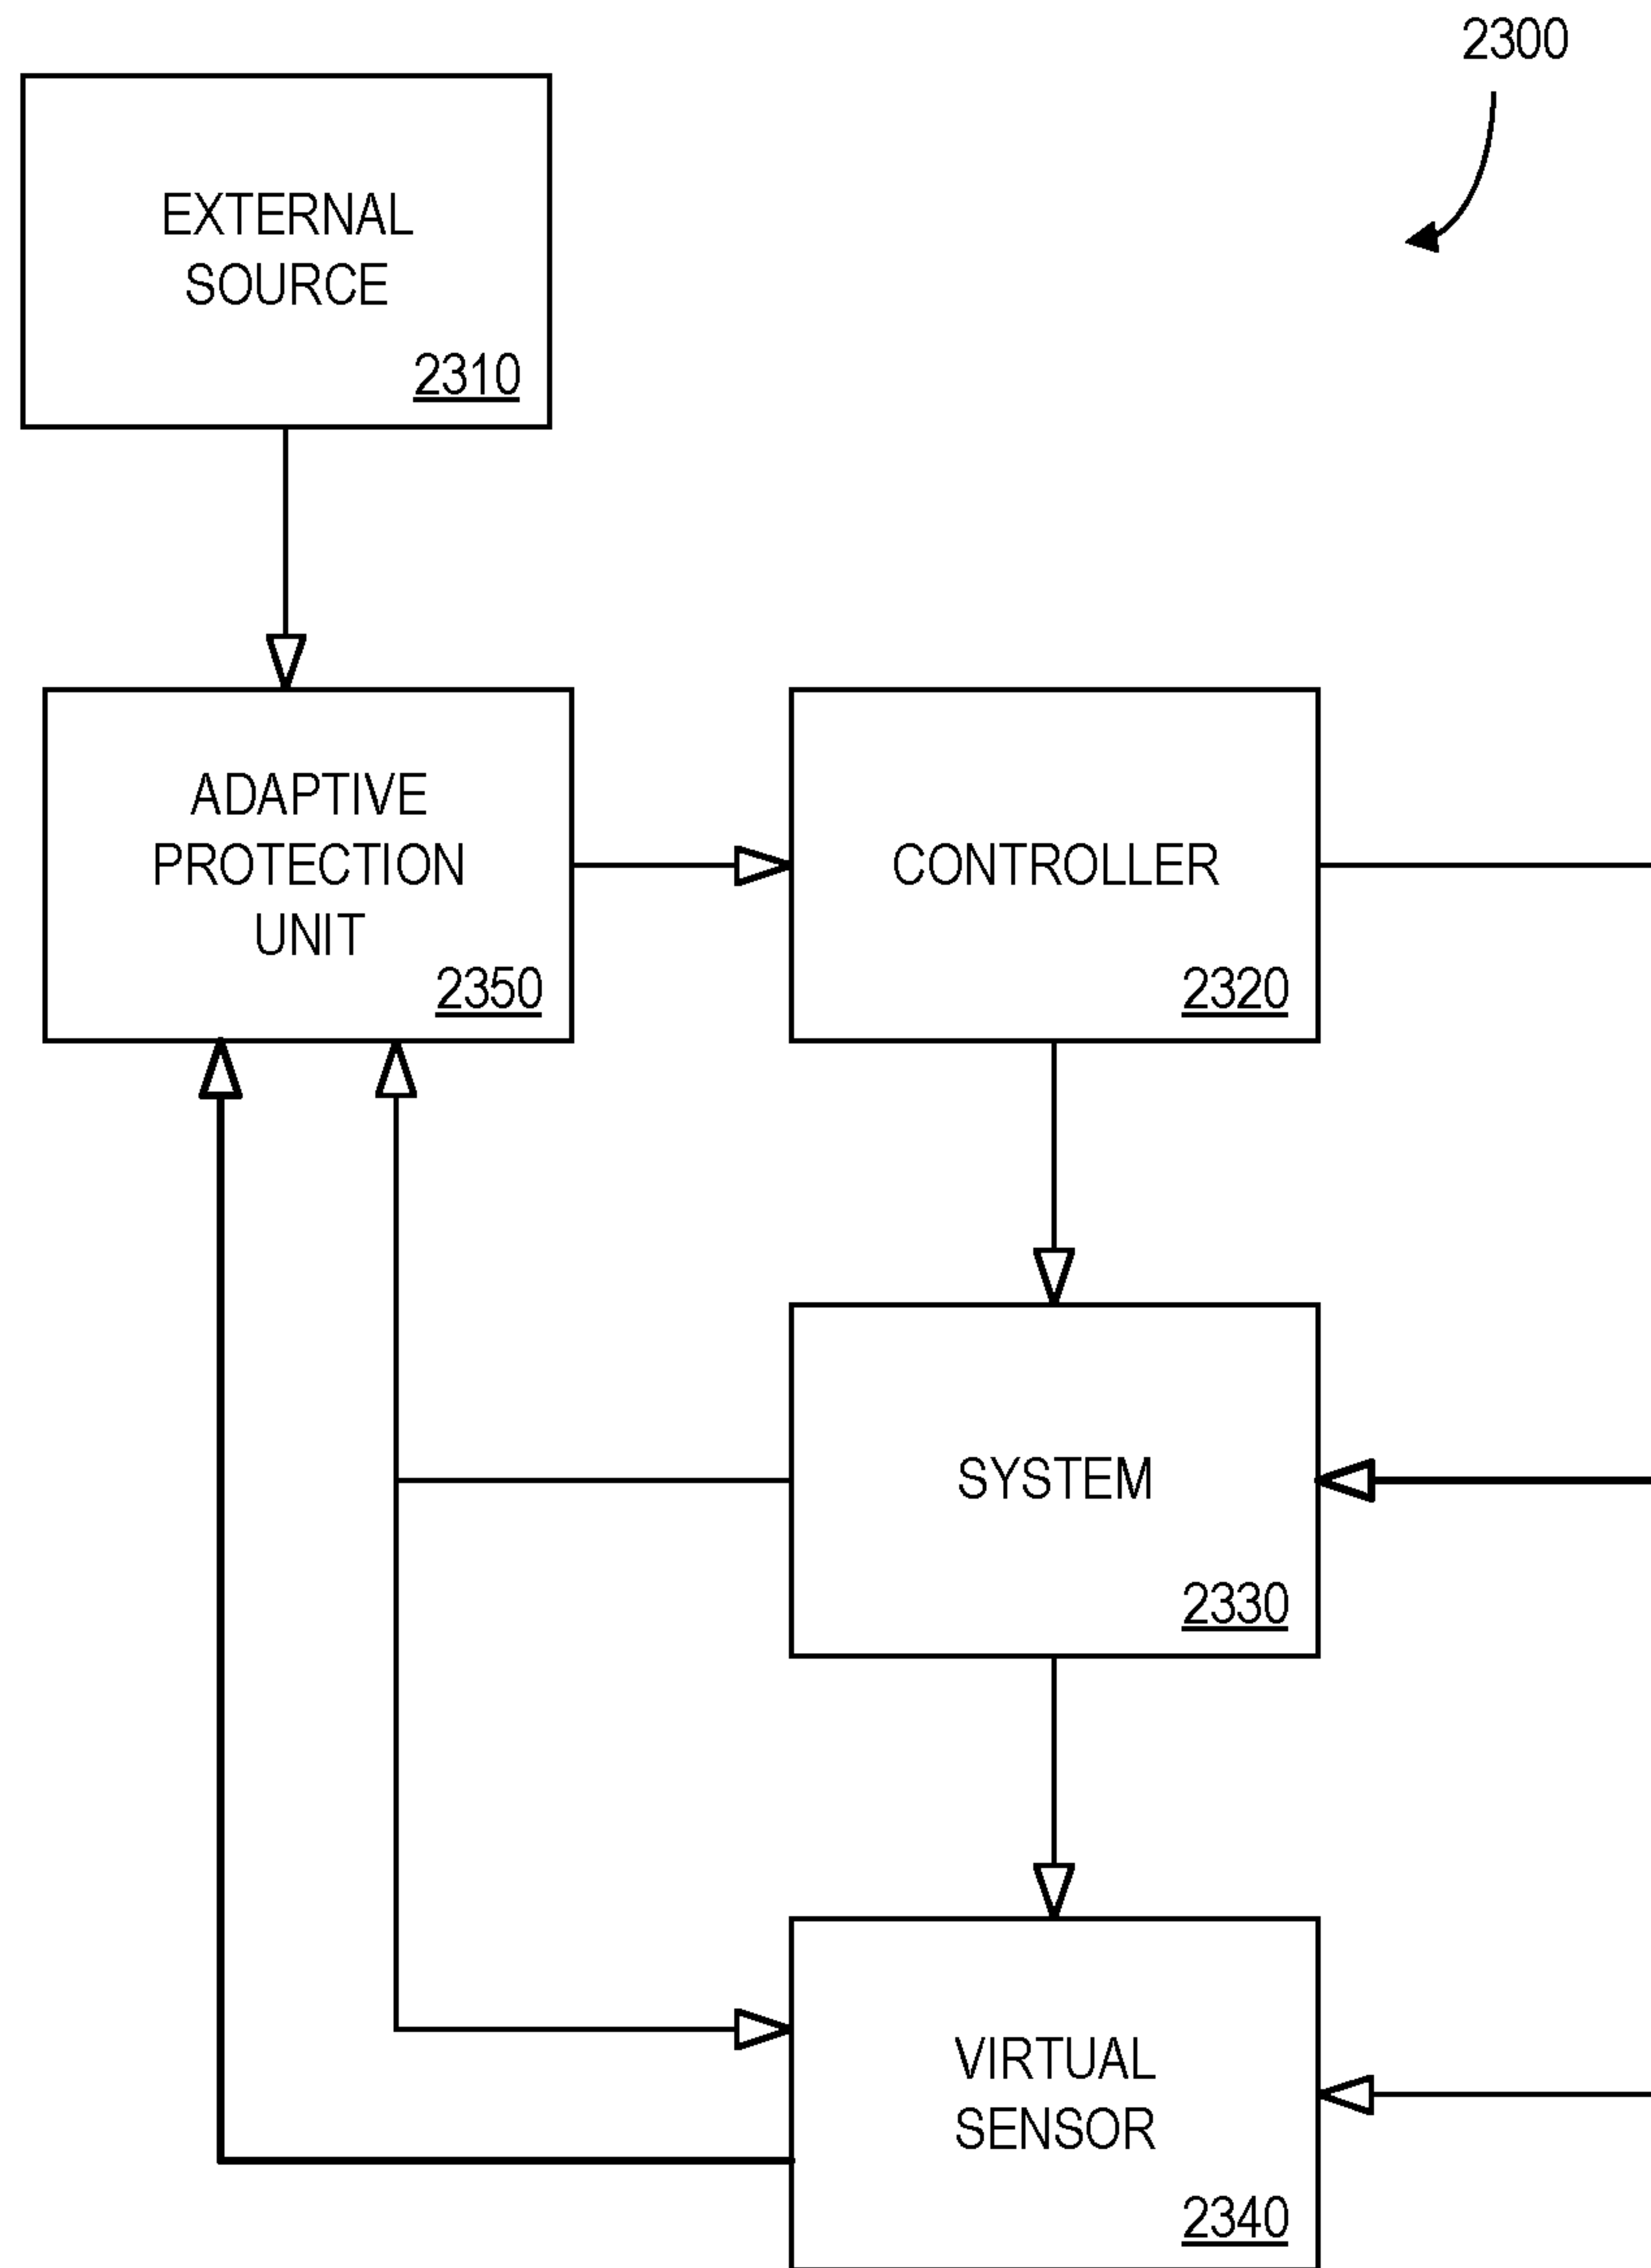 2300
EXTERNAL
SOURCE
2310
ADAPTIVE
PROTECTION
UNIT
2350
CONTROLLER
2320
SYSTEM
2330
VIRTUAL
SENSOR
2340